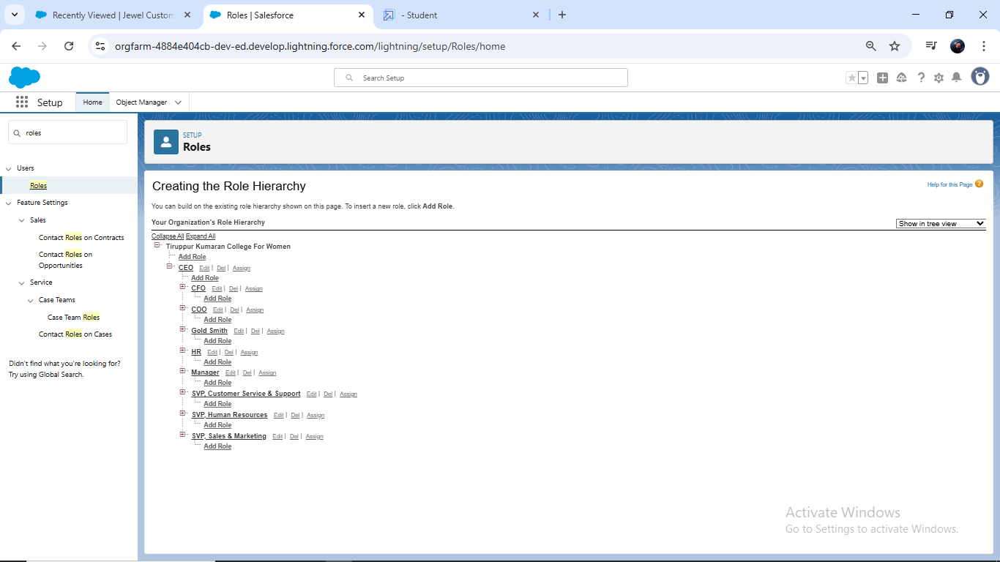 Recently Viewed | Jewel Custom
Roles | Salesforce
- Student
orgfarm-4884e404cb-dev-ed.develop.lightning.force.com/lightning/setup/Roles/home
Search Setup
Setup
Home
Object Manager
roles
Users
Roles
Feature Settings
Sales
Contact Roles on Contracts
Contact Roles on
Opportunities
Service
Case Teams
Case Team Roles
Contact Roles on Cases
Didn't find what you're looking for?
Try using Global Search.
SETUP
Roles
Creating the Role Hierarchy
Help for this Page
You can build on the existing role hierarchy shown on this page. To insert a new role, click Add Role.
Your Organization's Role Hierarchy
Show in tree view
Collapse All Expand All
Tiruppur Kumaran College For Women
Add Role
CEO Edit | Del | Assign
Add Role
CFO Edit | Del | Assign
Add Role
COO Edit | Del | Assign
Add Role
Gold Smith Edit | Del | Assign
Add Role
HR Edit | Del | Assign
Add Role
Manager Edit | Del | Assign
Add Role
SVP, Customer Service & Support Edit | Del | Assign
Add Role
SVP, Human Resources Edit | Del | Assign
Add Role
SVP, Sales & Marketing Edit | Del | Assign
Add Role
Activate Windows
Go to Settings to activate Windows.